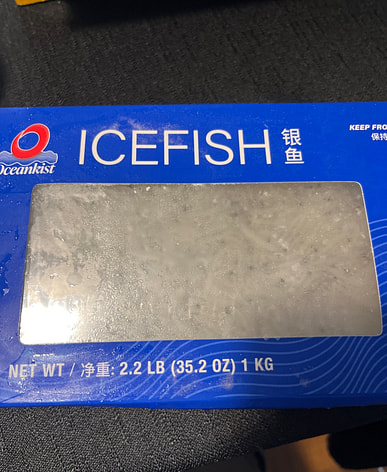 Oceankist
ICEFISH 银鱼
KEEP FRO
保持
NET WT / 净重: 2.2 LB (35.2 OZ) 1 KG